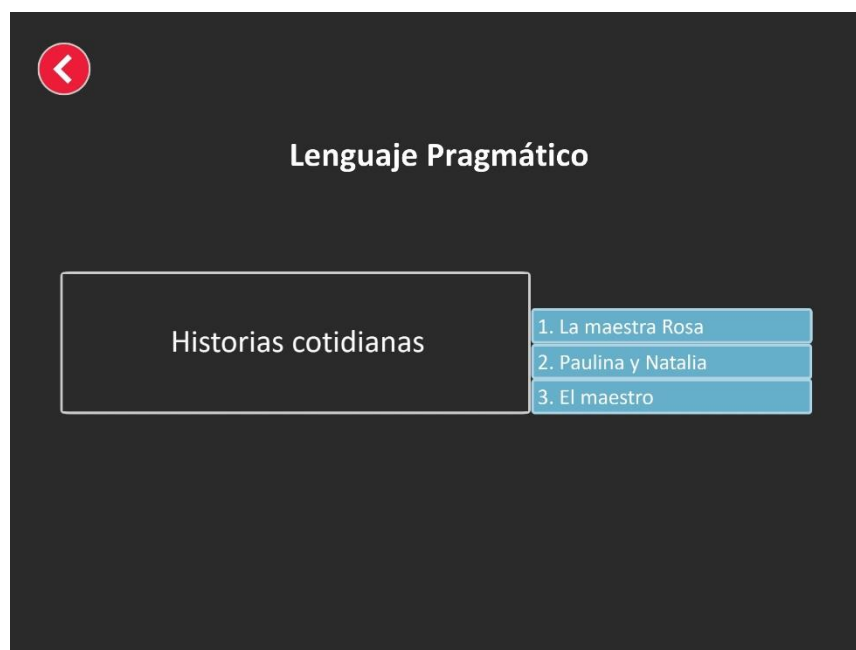 Lenguaje Pragmático
Historias cotidianas
1. La maestra Rosa
2. Paulina y Natalia
3. El maestro